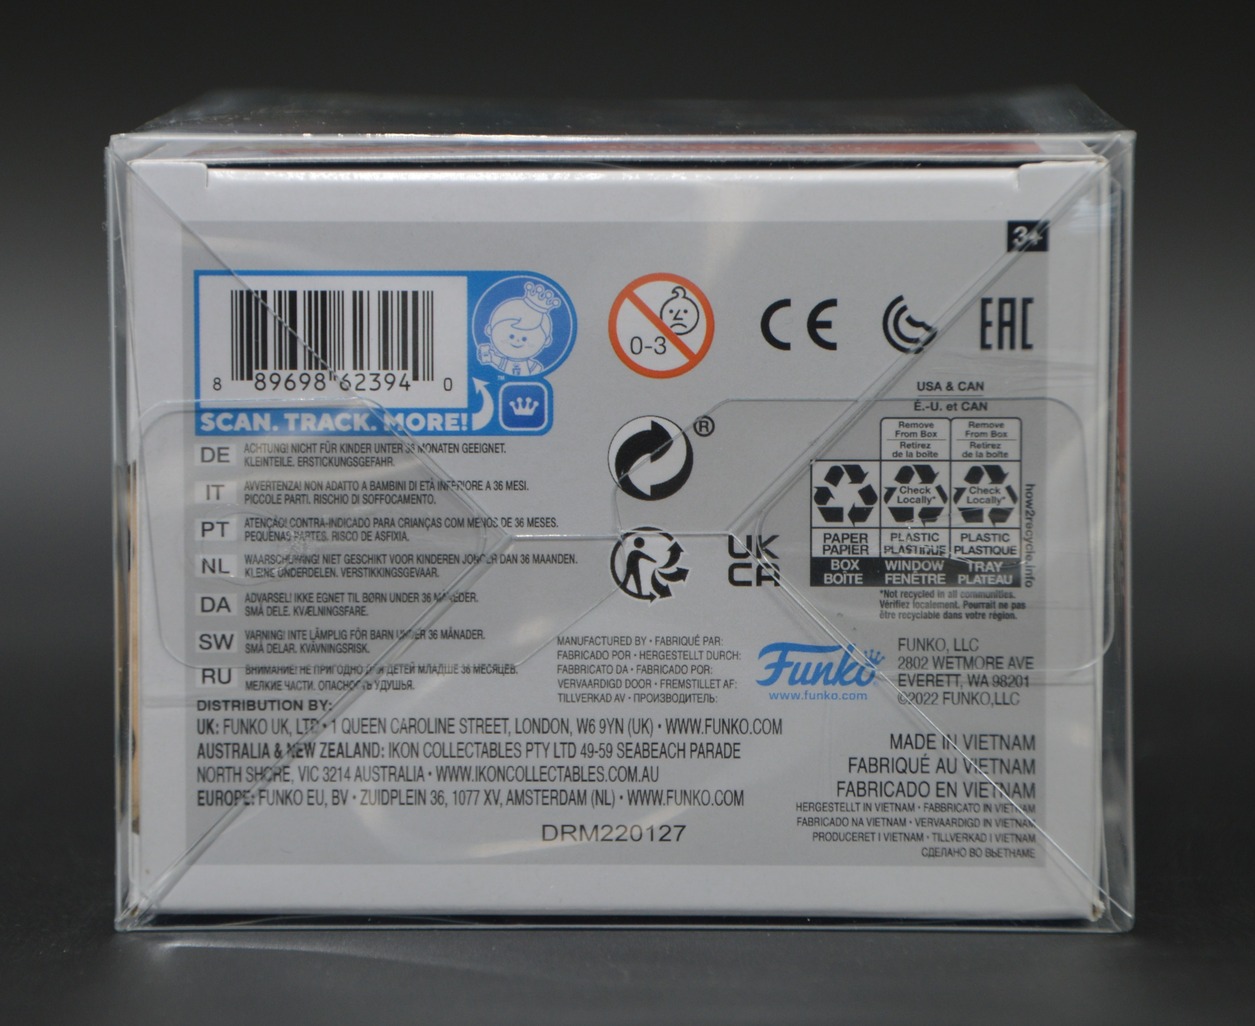 3+
8 89698 62394 0
SCAN. TRACK. MORE!
™
0-3
CE
EAC
USA & CAN
É.-U. et CAN
Remove From Box
Retirez de la boîte
Remove From Box
Retirez de la boîte
Check Locally*
Check Locally*
PAPER PAPIER
PLASTIC PLASTIQUE
PLASTIC PLASTIQUE
BOX BOÎTE
WINDOW FENÊTRE
TRAY PLATEAU
how2recycle.info
*Not recycled in all communities.
Vérifiez localement. Pourrait ne pas
être recyclable dans votre région.
®
UK
CA
DE ACHTUNG! NICHT FÜR KINDER UNTER 36 MONATEN GEEIGNET.
KLEINTEILE. ERSTICKUNGSGEFAHR.
IT AVVERTENZA! NON ADATTO A BAMBINI DI ETÀ INFERIORE A 36 MESI.
PICCOLE PARTI. RISCHIO DI SOFFOCAMENTO.
PT ATENÇÃO! CONTRA-INDICADO PARA CRIANÇAS COM MENOS DE 36 MESES.
PEQUENAS PARTES. RISCO DE ASFIXIA.
NL WAARSCHUWING! NIET GESCHIKT VOOR KINDEREN JONGER DAN 36 MAANDEN.
KLEINE ONDERDELEN. VERSTIKKINGSGEVAAR.
DA ADVARSEL! IKKE EGNET TIL BØRN UNDER 36 MÅNEDER.
SMÅ DELE. KVÆLNINGSFARE.
SW VARNING! INTE LÄMPLIG FÖR BARN UNDER 36 MÅNADER.
SMÅ DELAR. KVÄVNINGSRISK.
RU ВНИМАНИЕ! НЕ ПРИГОДНО ДЛЯ ДЕТЕЙ МЛАДШЕ 36 МЕСЯЦЕВ.
МЕЛКИЕ ЧАСТИ. ОПАСНОСТЬ УДУШЬЯ.
MANUFACTURED BY • FABRIQUÉ PAR:
FABRICADO POR • HERGESTELLT DURCH:
FABBRICATO DA • FABRICADO POR:
VERVAARDIGD DOOR • FREMSTILLET AF:
TILLVERKAD AV • ПРОИЗВОДИТЕЛЬ:
Funko
www.funko.com
FUNKO, LLC
2802 WETMORE AVE
EVERETT, WA 98201
©2022 FUNKO,LLC
DISTRIBUTION BY:
UK: FUNKO UK, LTD • 1 QUEEN CAROLINE STREET, LONDON, W6 9YN (UK) • WWW.FUNKO.COM
AUSTRALIA & NEW ZEALAND: IKON COLLECTABLES PTY LTD 49-59 SEABEACH PARADE
NORTH SHORE, VIC 3214 AUSTRALIA • WWW.IKONCOLLECTABLES.COM.AU
EUROPE: FUNKO EU, BV • ZUIDPLEIN 36, 1077 XV, AMSTERDAM (NL) • WWW.FUNKO.COM
MADE IN VIETNAM
FABRIQUÉ AU VIETNAM
FABRICADO EN VIETNAM
HERGESTELLT IN VIETNAM • FABBRICATO IN VIETNAM
FABRICADO NA VIETNAM • VERVAARDIGD IN VIETNAM
PRODUCERET I VIETNAM • TILLVERKAD I VIETNAM
СДЕЛАНО ВО ВЬЕТНАМЕ
DRM220127